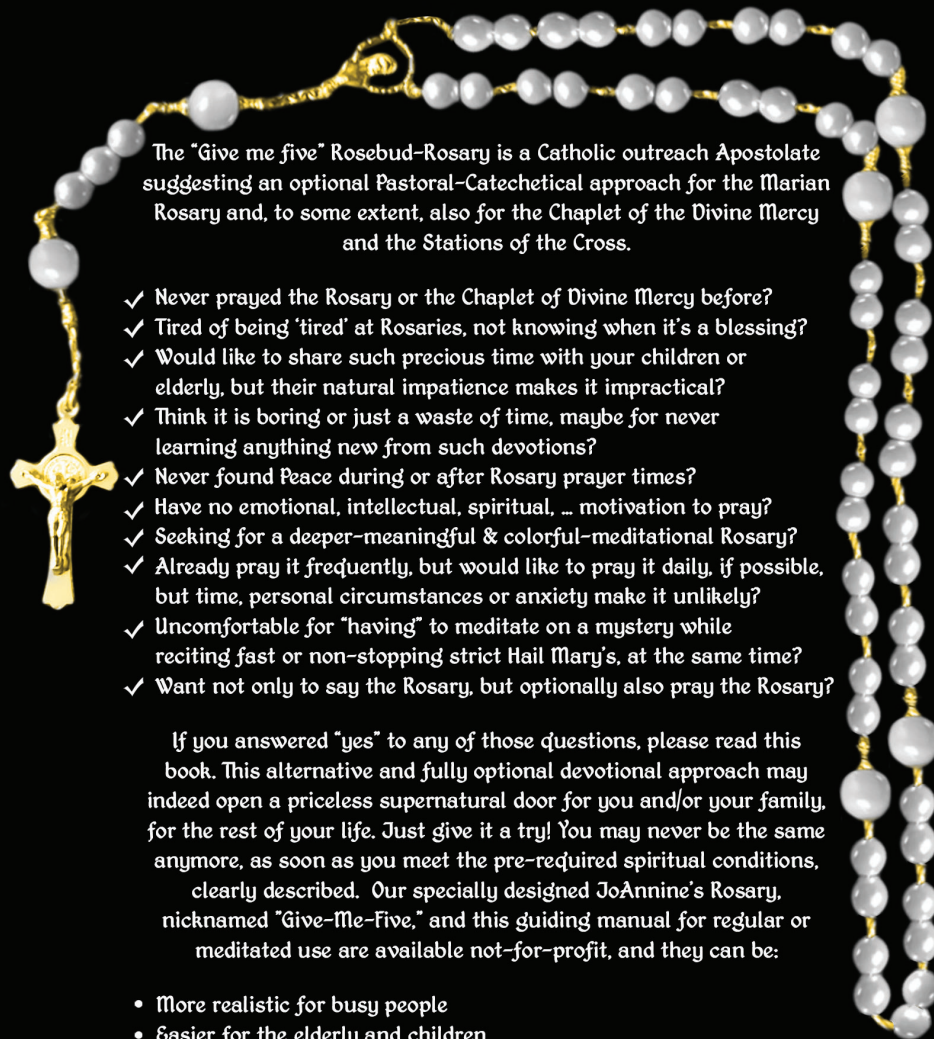 The “Give me five” Rosebud-Rosary is a Catholic outreach Apostolate
suggesting an optional Pastoral-Catechetical approach for the Marian
Rosary and, to some extent, also for the Chaplet of the Divine Mercy
and the Stations of the Cross.
✓ Never prayed the Rosary or the Chaplet of Divine Mercy before?
✓ Tired of being ‘tired’ at Rosaries, not knowing when it’s a blessing?
✓ Would like to share such precious time with your children or
elderly, but their natural impatience makes it impractical?
✓ Think it is boring or just a waste of time, maybe for never
learning anything new from such devotions?
✓ Never found Peace during or after Rosary prayer times?
✓ Have no emotional, intellectual, spiritual, ... motivation to pray?
✓ Seeking for a deeper-meaningful & colorful-meditational Rosary?
✓ Already pray it frequently, but would like to pray it daily, if possible,
but time, personal circumstances or anxiety make it unlikely?
✓ Uncomfortable for “having” to meditate on a mystery while
reciting fast or non-stopping strict Hail Mary’s, at the same time?
✓ Want not only to say the Rosary, but optionally also pray the Rosary?
If you answered “yes” to any of those questions, please read this
book. This alternative and fully optional devotional approach may
indeed open a priceless supernatural door for you and/or your family,
for the rest of your life. Just give it a try! You may never be the same
anymore, as soon as you meet the pre-required spiritual conditions,
clearly described. Our specially designed JoAnnine’s Rosary,
nicknamed "Give-Me-Five," and this guiding manual for regular or
meditated use are available not-for-profit, and they can be:
• More realistic for busy people
• Easier for the elderly and children